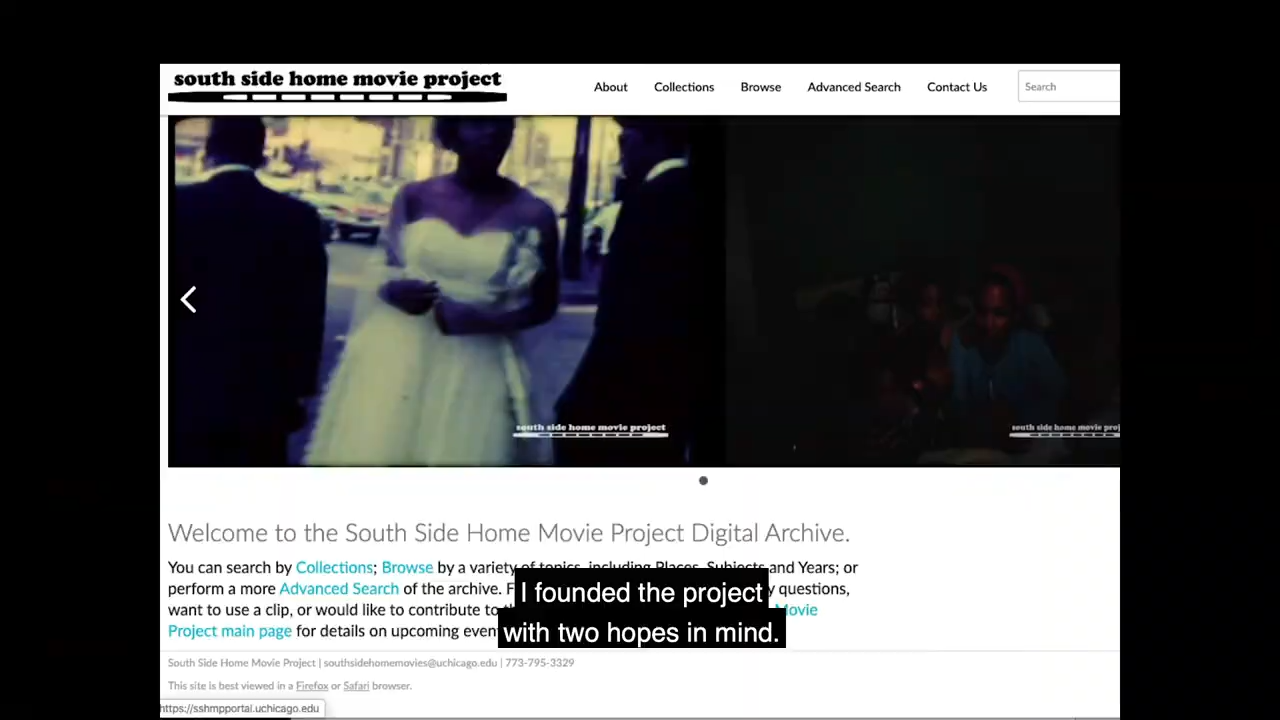 south side home movie project
About Collections Browse Advanced Search Contact Us Search
south side home movie project
south side home movie proj
Welcome to the South Side Home Movie Project Digital Archive.
You can search by Collections; Browse by a variety of topics, including Places, Subjects and Years; or
perform a more Advanced Search of the archive. questions,
want to use a clip, or would like to contribute to Movie
Project main page for details on upcoming
I founded the project
with two hopes in mind.
South Side Home Movie Project | southsidehomemovies@uchicago.edu | 773-795-3329
This site is best viewed in a Firefox or Safari browser.
https://sshmpportal.uchicago.edu